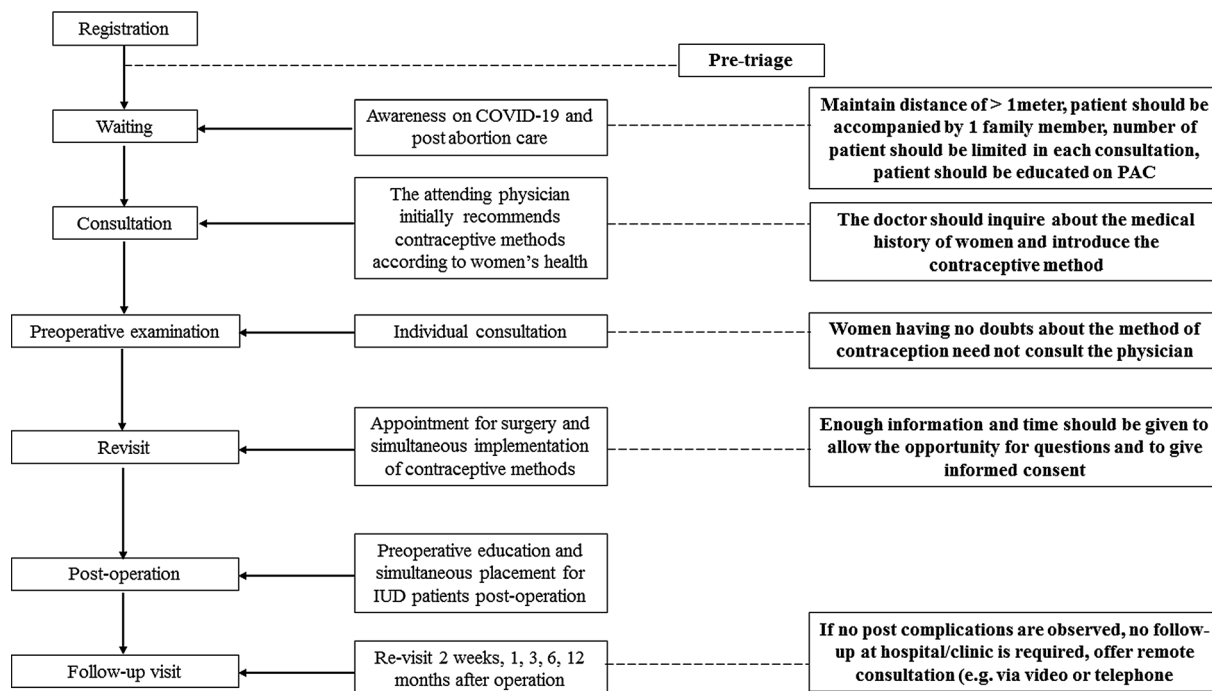 Registration
Pre-triage
Waiting
Awareness on COVID-19 and
post abortion care
Maintain distance of > 1meter, patient should be
accompanied by 1 family member, number of
patient should be limited in each consultation,
patient should be educated on PAC
Consultation
The attending physician
initially recommends
contraceptive methods
according to women's health
The doctor should inquire about the medical
history of women and introduce the
contraceptive method
Preoperative examination
Individual consultation
Women having no doubts about the method of
contraception need not consult the physician
Revisit
Appointment for surgery and
simultaneous implementation
of contraceptive methods
Enough information and time should be given to
allow the opportunity for questions and to give
informed consent
Post-operation
Preoperative education and
simultaneous placement for
IUD patients post-operation
Follow-up visit
Re-visit 2 weeks, 1, 3, 6, 12
months after operation
If no post complications are observed, no follow-
up at hospital/clinic is required, offer remote
consultation (e.g. via video or telephone